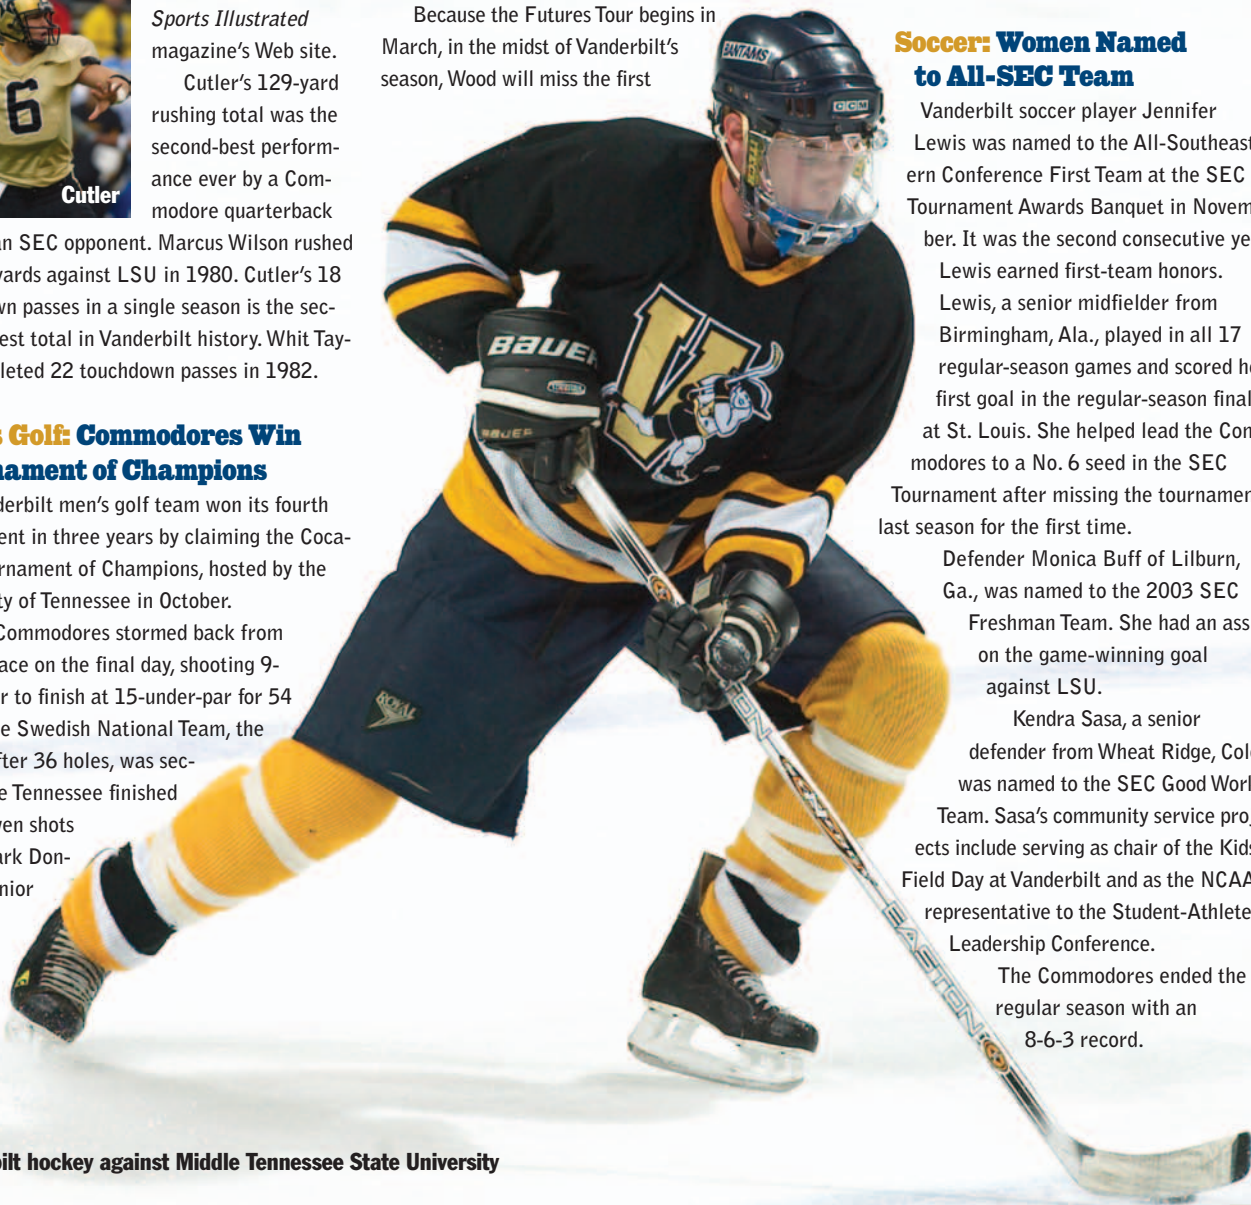 Sports Illustrated
magazine's Web site.
Cutler's 129-yard
rushing total was the
second-best perform-
ance ever by a Com-
modore quarterback
an SEC opponent. Marcus Wilson rushed
yards against LSU in 1980. Cutler's 18
wn passes in a single season is the sec-
est total in Vanderbilt history. Whit Tay-
leted 22 touchdown passes in 1982.
6
Cutler
s Golf: Commodores Win
nament of Champions
derbilt men's golf team won its fourth
ent in three years by claiming the Coca-
rnament of Champions, hosted by the
ty of Tennessee in October.
Commodores stormed back from
ace on the final day, shooting 9-
r to finish at 15-under-par for 54
e Swedish National Team, the
fter 36 holes, was sec-
e Tennessee finished
ven shots
ark Don-
nior
Because the Futures Tour begins in
March, in the midst of Vanderbilt's
season, Wood will miss the first
BANTAMS
CCM
BAUER
BAUER
V
ROYAL
EASTON
ilt hockey against Middle Tennessee State University
Soccer: Women Named
to All-SEC Team
Vanderbilt soccer player Jennifer
Lewis was named to the All-Southeast
ern Conference First Team at the SEC
Tournament Awards Banquet in Novem
ber. It was the second consecutive ye
Lewis earned first-team honors.
Lewis, a senior midfielder from
Birmingham, Ala., played in all 17
regular-season games and scored he
first goal in the regular-season final
at St. Louis. She helped lead the Com
modores to a No. 6 seed in the SEC
Tournament after missing the tournamen
last season for the first time.
Defender Monica Buff of Lilburn,
Ga., was named to the 2003 SEC
Freshman Team. She had an ass
on the game-winning goal
against LSU.
Kendra Sasa, a senior
defender from Wheat Ridge, Colo
was named to the SEC Good Work
Team. Sasa's community service proj
ects include serving as chair of the Kids
Field Day at Vanderbilt and as the NCAA
representative to the Student-Athlete
Leadership Conference.
The Commodores ended the
regular season with an
8-6-3 record.